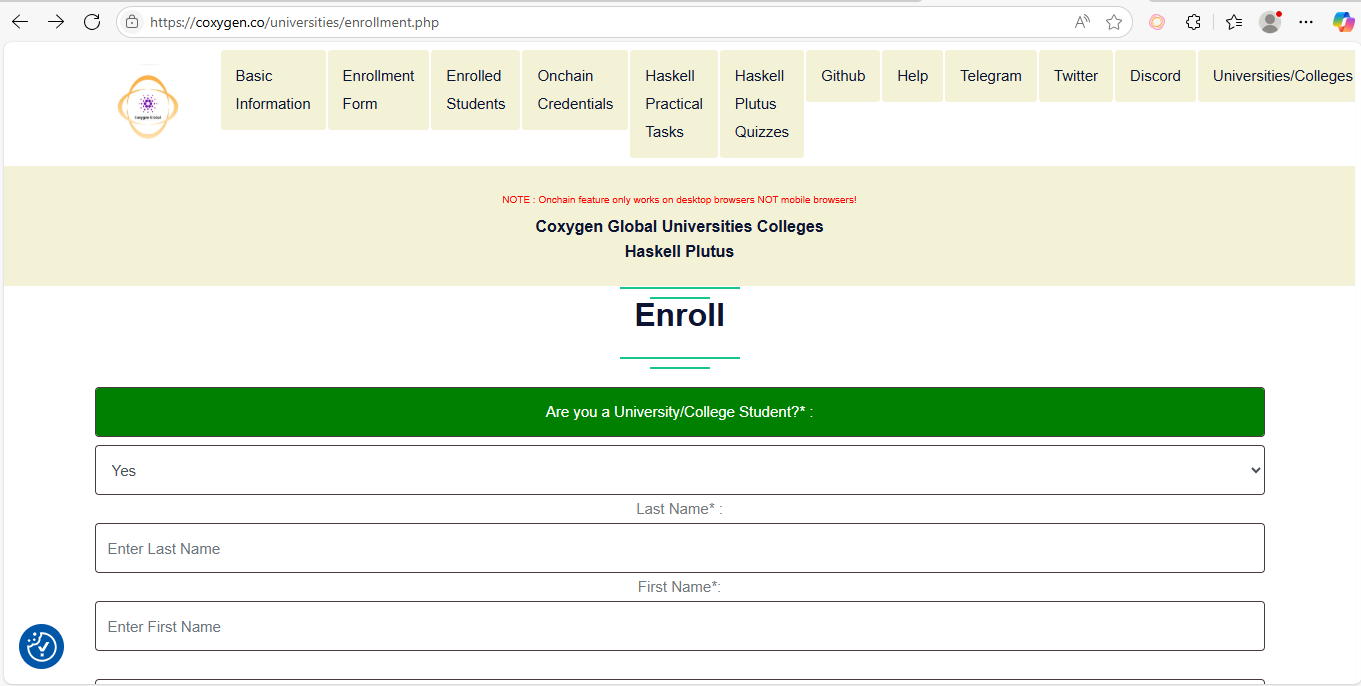 https://coxygen.co/universities/enrollment.php
Basic
Information
Enrollment
Form
Enrolled
Students
Onchain
Credentials
Haskell
Practical
Tasks
Haskell
Plutus
Quizzes
Github
Help
Telegram
Twitter
Discord
Universities/Colleges
Coxygen Global
NOTE : Onchain feature only works on desktop browsers NOT mobile browsers!
Coxygen Global Universities Colleges
Haskell Plutus
Enroll
Are you a University/College Student?* :
Yes
Last Name* :
Enter Last Name
First Name*:
Enter First Name